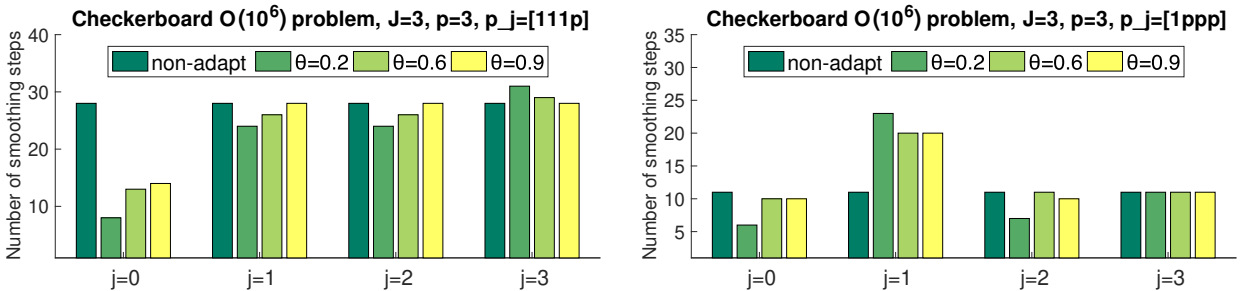 Checkerboard O(10^6) problem, J=3, p=3, p_j=[111p]
Number of smoothing steps
40
30
20
10
non-adapt θ=0.2 θ=0.6 θ=0.9
j=0 j=1 j=2 j=3
Checkerboard O(10^6) problem, J=3, p=3, p_j=[1ppp]
Number of smoothing steps
35
30
25
20
15
10
5
non-adapt θ=0.2 θ=0.6 θ=0.9
j=0 j=1 j=2 j=3